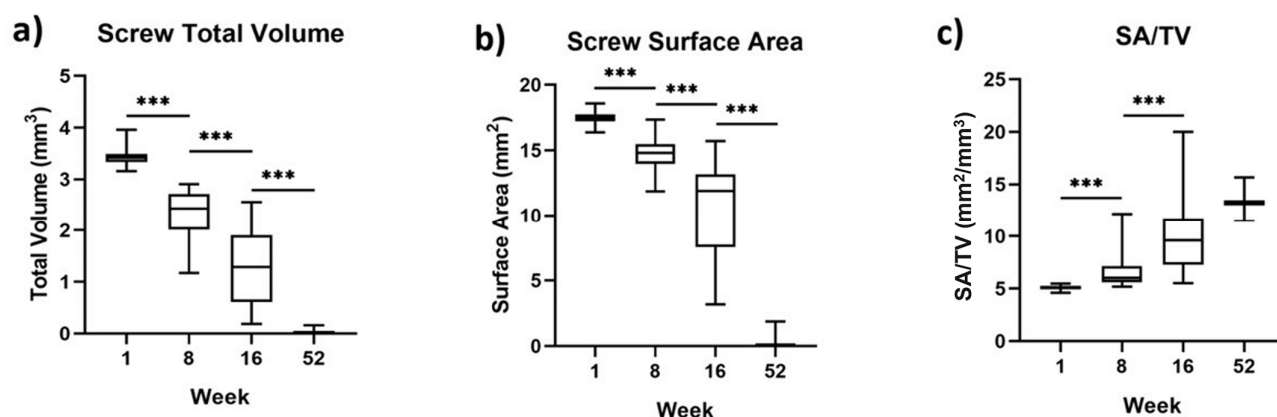 a) Screw Total Volume
Total Volume (mm³)
5
4
3
2
1
0
***
***
***
1 8 16 52
Week
b) Screw Surface Area
Surface Area (mm²)
20
15
10
5
0
***
***
***
1 8 16 52
Week
c) SA/TV
SA/TV (mm²/mm³)
25
20
15
10
5
0
***
***
1 8 16 52
Week